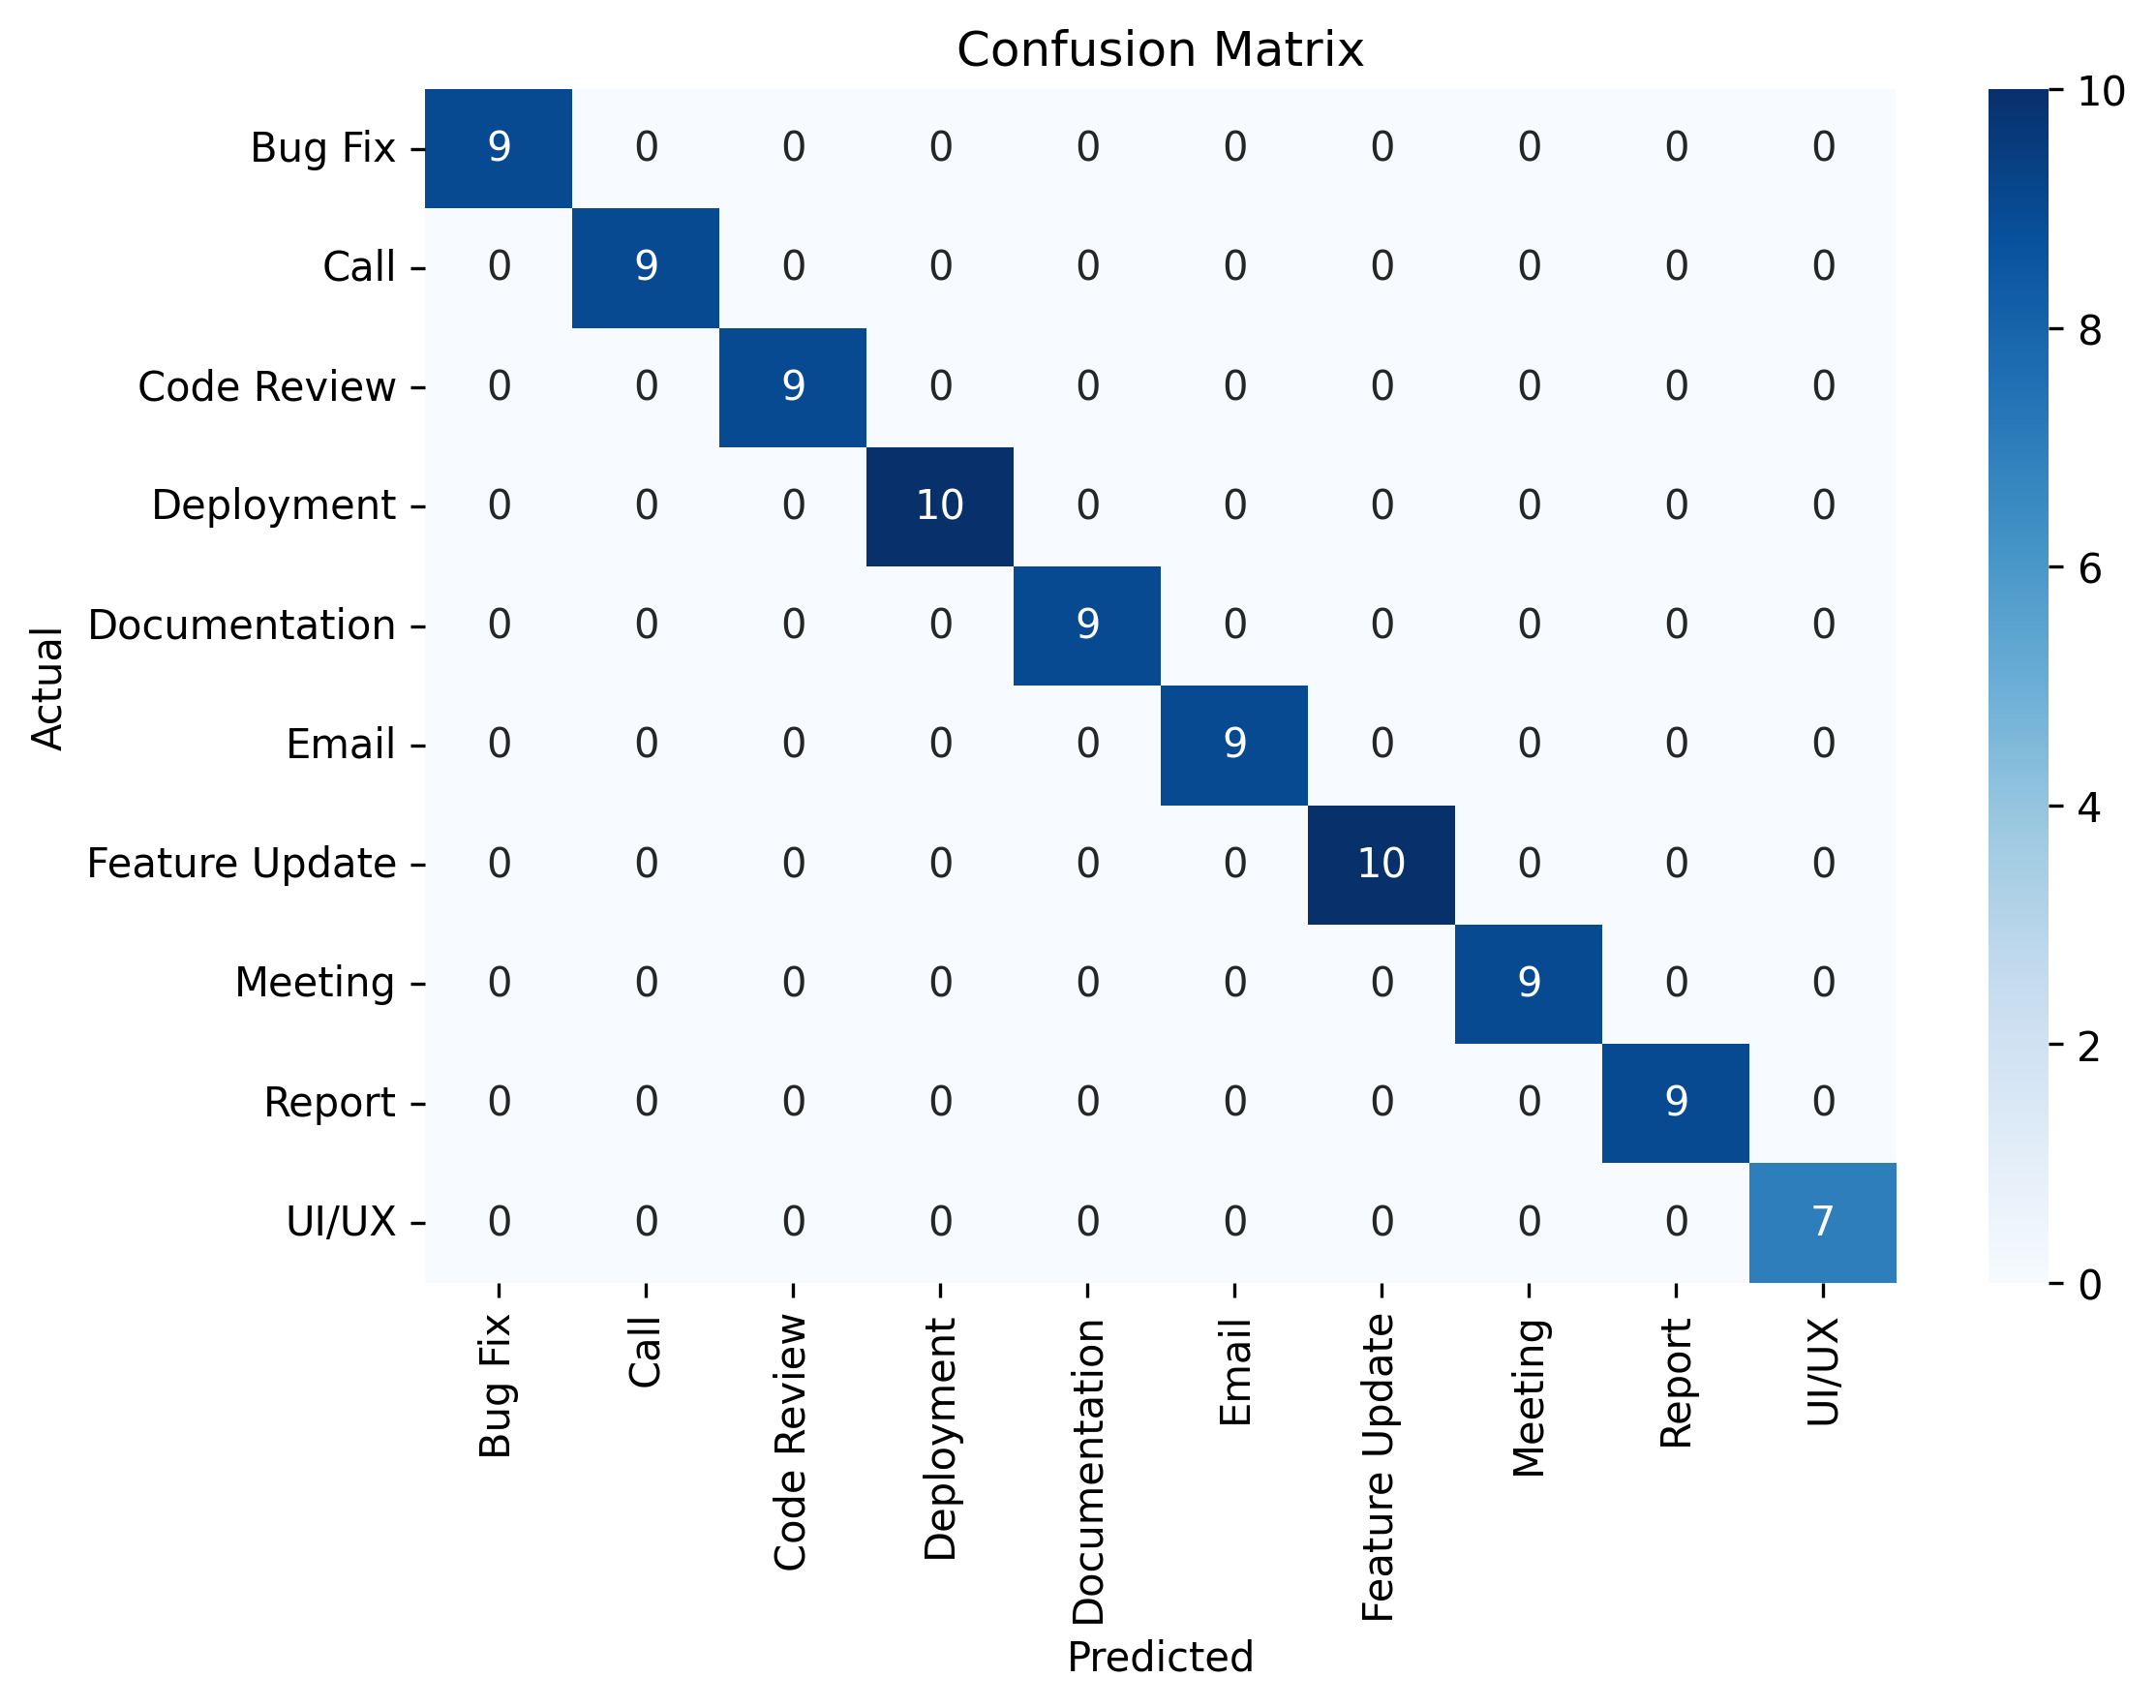 Confusion Matrix
Bug Fix 9 0 0 0 0 0 0 0 0 0
Call 0 9 0 0 0 0 0 0 0 0
Code Review 0 0 9 0 0 0 0 0 0 0
Deployment 0 0 0 10 0 0 0 0 0 0
Documentation 0 0 0 0 9 0 0 0 0 0
Email 0 0 0 0 0 9 0 0 0 0
Feature Update 0 0 0 0 0 0 10 0 0 0
Meeting 0 0 0 0 0 0 0 9 0 0
Report 0 0 0 0 0 0 0 0 9 0
UI/UX 0 0 0 0 0 0 0 0 0 7
Actual
Bug Fix
Call
Code Review
Deployment
Documentation
Email
Feature Update
Meeting
Report
UI/UX
Predicted
10
8
6
4
2
0